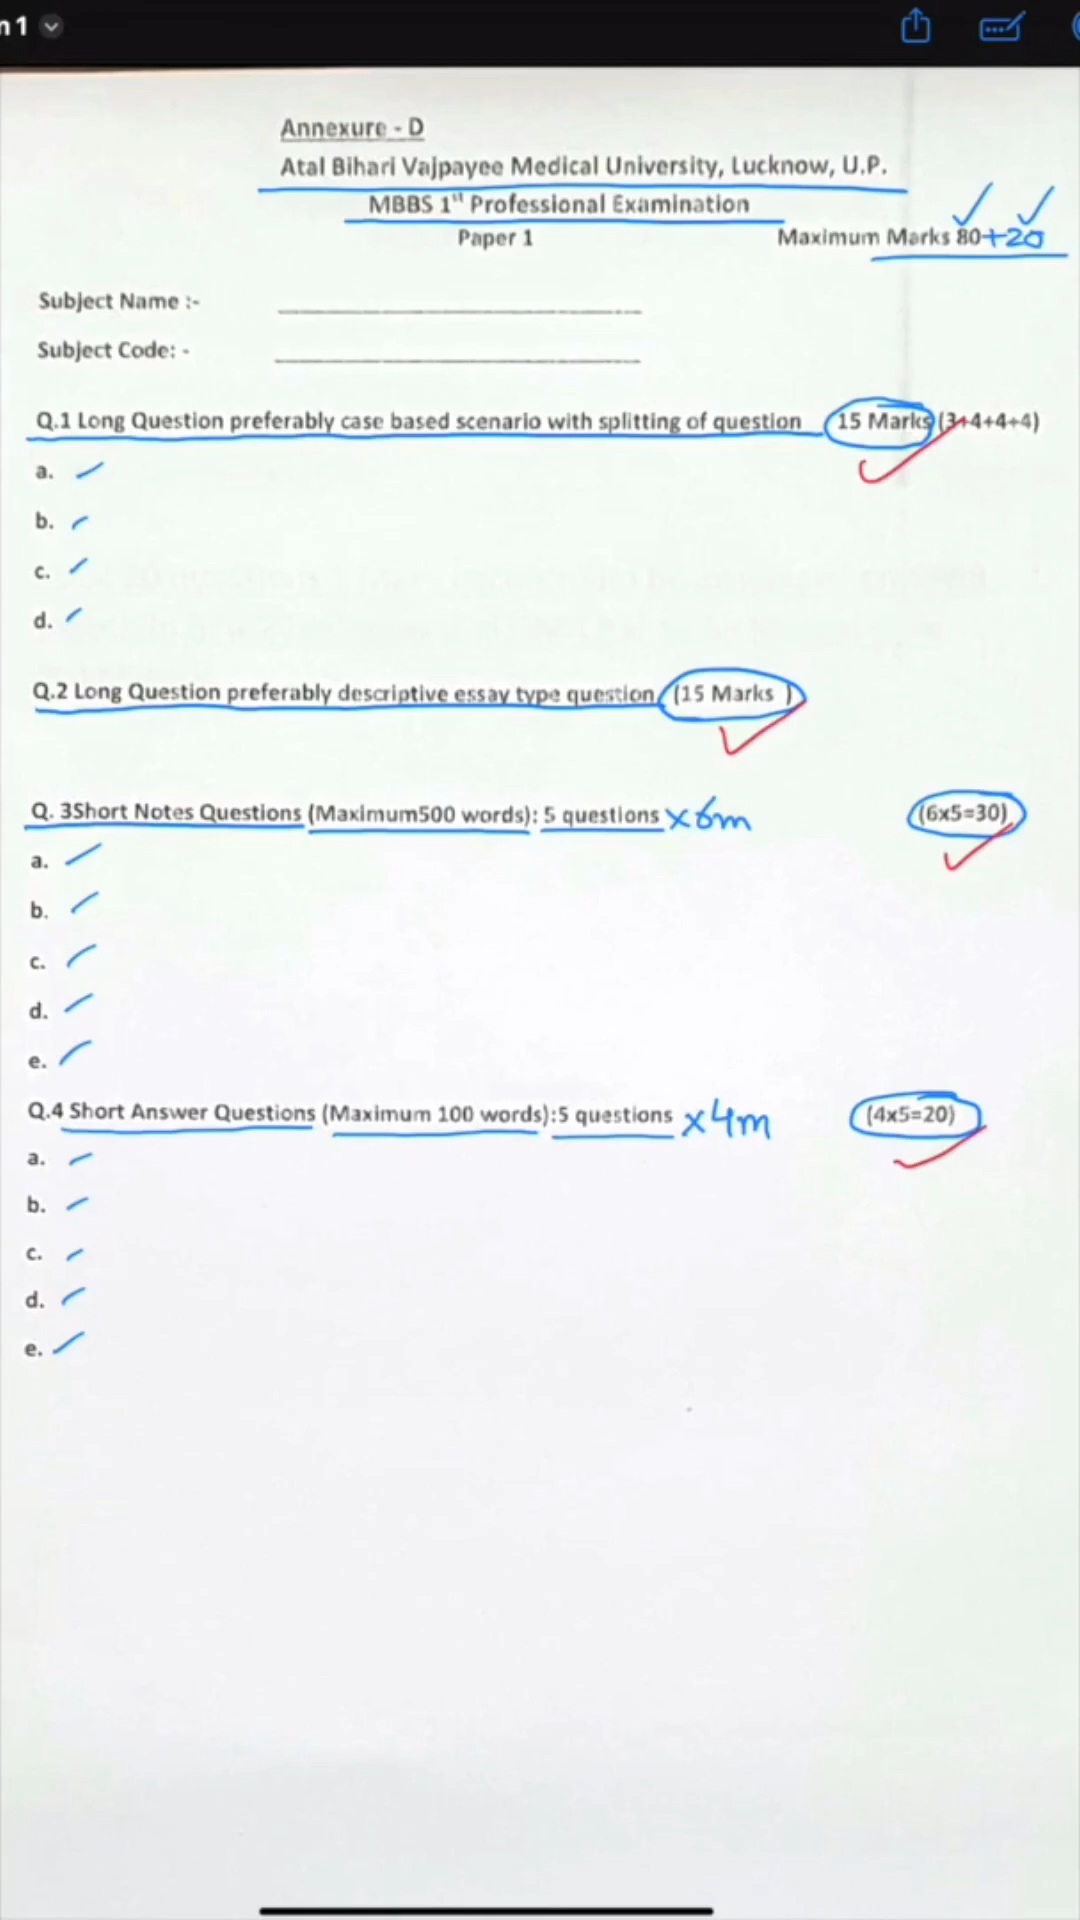 n 1
Annexure - D
Atal Bihari Vajpayee Medical University, Lucknow, U.P.
MBBS 1st Professional Examination
Paper 1 Maximum Marks 80+20
Subject Name :-
Subject Code: -
Q.1 Long Question preferably case based scenario with splitting of question 15 Marks (3+4+4+4)
a.
b.
c.
d.
Q.2 Long Question preferably descriptive essay type question (15 Marks )
Q. 3Short Notes Questions (Maximum500 words): 5 questions x6m (6x5=30)
a.
b.
c.
d.
e.
Q.4 Short Answer Questions (Maximum 100 words):5 questions x4m (4x5=20)
a.
b.
c.
d.
e.